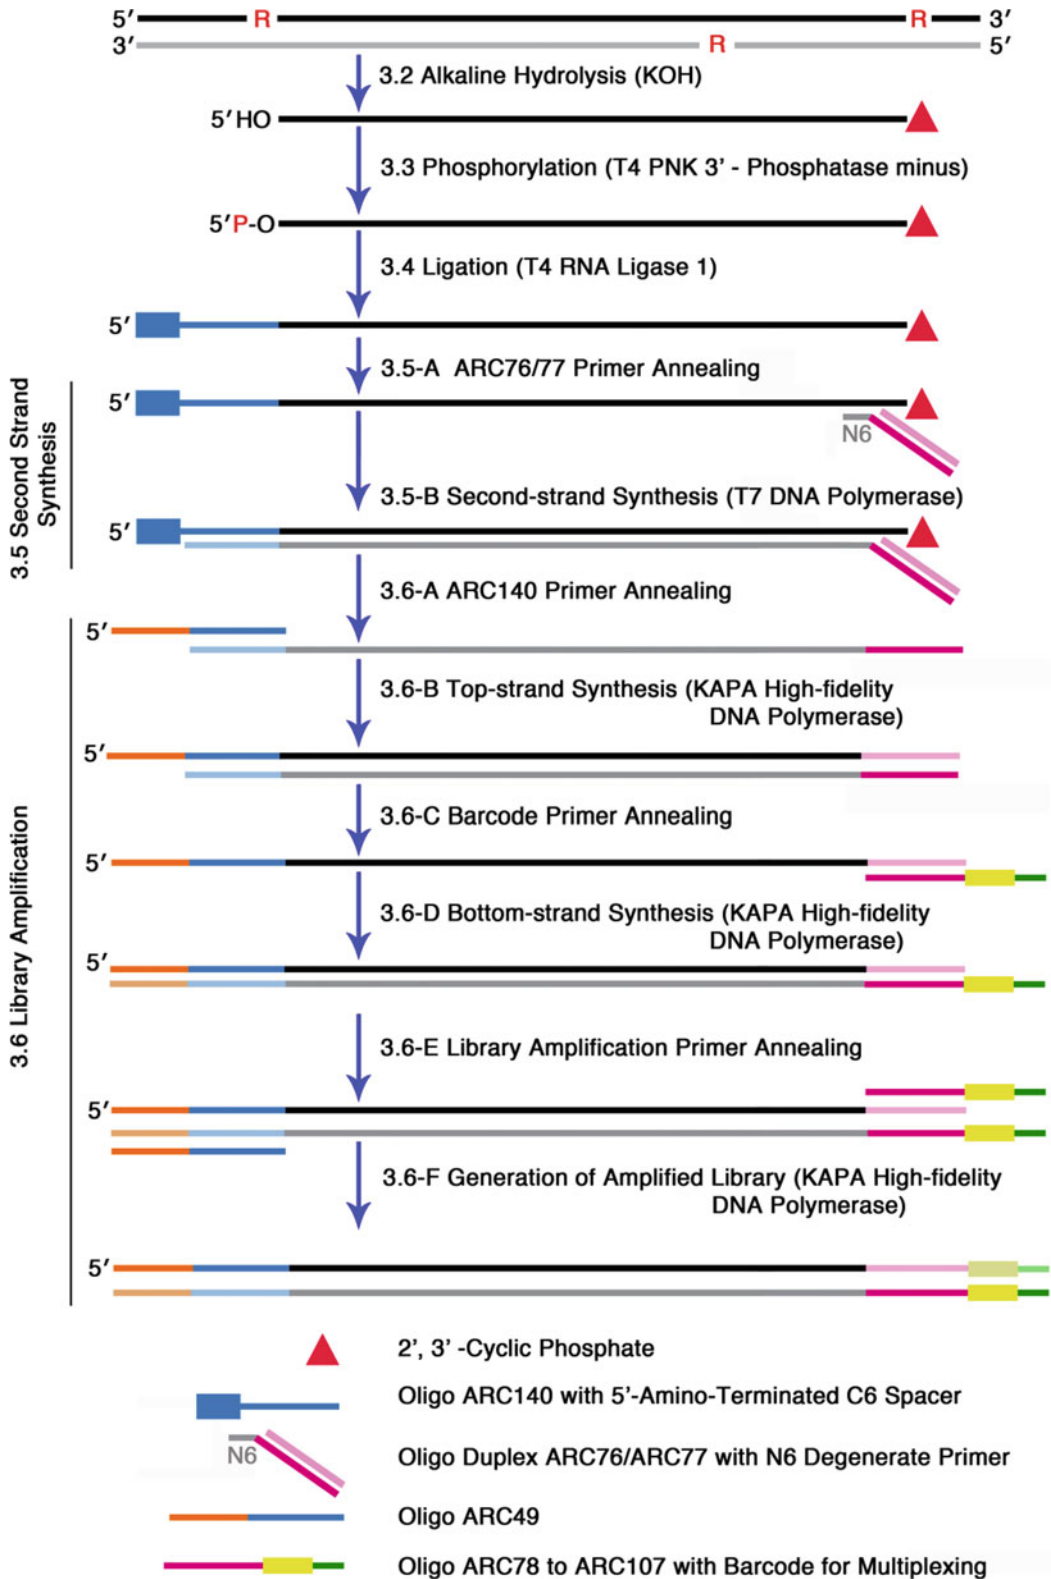 5′ R R 3′
3′ R 5′
3.2 Alkaline Hydrolysis (KOH)
5′HO
3.3 Phosphorylation (T4 PNK 3’ - Phosphatase minus)
5′P-O
3.4 Ligation (T4 RNA Ligase 1)
5′
3.5-A ARC76/77 Primer Annealing
3.5 Second Strand
Synthesis
5′
N6
3.5-B Second-strand Synthesis (T7 DNA Polymerase)
5′
3.6-A ARC140 Primer Annealing
3.6 Library Amplification
5′
3.6-B Top-strand Synthesis (KAPA High-fidelity
DNA Polymerase)
5′
3.6-C Barcode Primer Annealing
5′
3.6-D Bottom-strand Synthesis (KAPA High-fidelity
DNA Polymerase)
5′
3.6-E Library Amplification Primer Annealing
5′
3.6-F Generation of Amplified Library (KAPA High-fidelity
DNA Polymerase)
5′
2’, 3’ -Cyclic Phosphate
Oligo ARC140 with 5’-Amino-Terminated C6 Spacer
N6
Oligo Duplex ARC76/ARC77 with N6 Degenerate Primer
Oligo ARC49
Oligo ARC78 to ARC107 with Barcode for Multiplexing